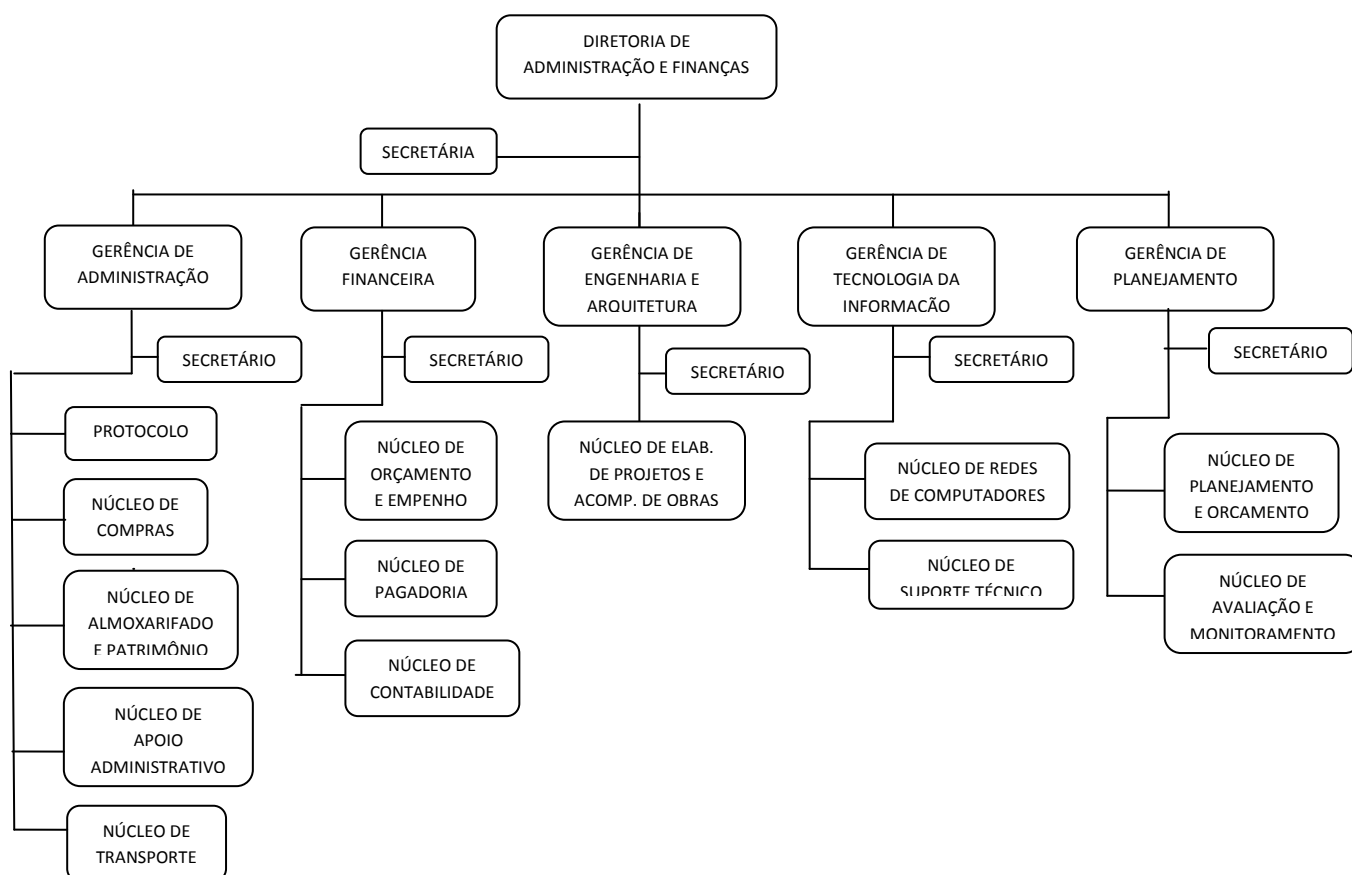 DIRETORIA DE
ADMINISTRAÇÃO E FINANÇAS
SECRETÁRIA
GERÊNCIA DE
ADMINISTRAÇÃO
GERÊNCIA
FINANCEIRA
GERÊNCIA DE
ENGENHARIA E
ARQUITETURA
GERÊNCIA DE
TECNOLOGIA DA
INFORMACÃO
GERÊNCIA DE
PLANEJAMENTO
SECRETÁRIO
SECRETÁRIO
SECRETÁRIO
SECRETÁRIO
SECRETÁRIO
PROTOCOLO
NÚCLEO DE
COMPRAS
NÚCLEO DE
ALMOXARIFADO
E PATRIMÔNIO
NÚCLEO DE
APOIO
ADMINISTRATIVO
NÚCLEO DE
TRANSPORTE
NÚCLEO DE
ORÇAMENTO
E EMPENHO
NÚCLEO DE
PAGADORIA
NÚCLEO DE
CONTABILIDADE
NÚCLEO DE ELAB.
DE PROJETOS E
ACOMP. DE OBRAS
NÚCLEO DE REDES
DE COMPUTADORES
NÚCLEO DE
SUPORTE TÉCNICO
NÚCLEO DE
PLANEJAMENTO
E ORCAMENTO
NÚCLEO DE
AVALIAÇÃO E
MONITORAMENTO